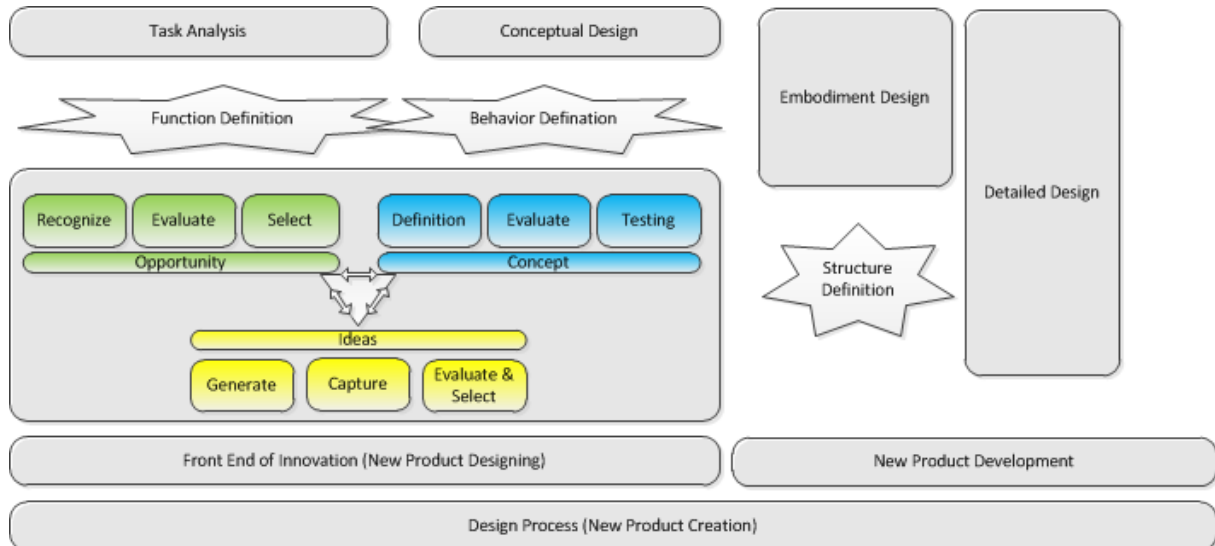 Task Analysis
Conceptual Design
Embodiment Design
Detailed Design
Function Definition
Behavior Defination
Recognize
Evaluate
Select
Opportunity
Definition
Evaluate
Testing
Concept
Structure
Definition
Ideas
Generate
Capture
Evaluate &
Select
Front End of Innovation (New Product Designing)
New Product Development
Design Process (New Product Creation)